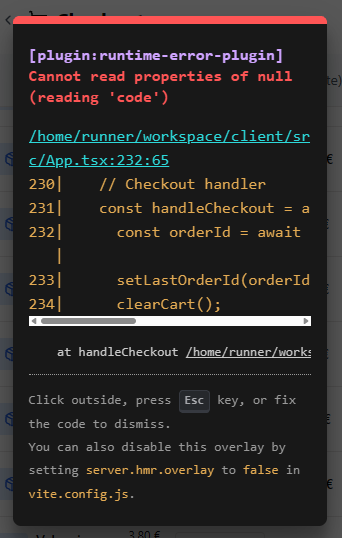 [plugin:runtime-error-plugin]
Cannot read properties of null
(reading 'code')
/home/runner/workspace/client/sr
c/App.tsx:232:65
230|    // Checkout handler
231|    const handleCheckout = a
232|      const orderId = await
|
233|      setLastOrderId(orderId
234|      clearCart();
at handleCheckout /home/runner/works
Click outside, press Esc key, or fix
the code to dismiss.
You can also disable this overlay by
setting server.hmr.overlay to false in
vite.config.js.
3,80 €